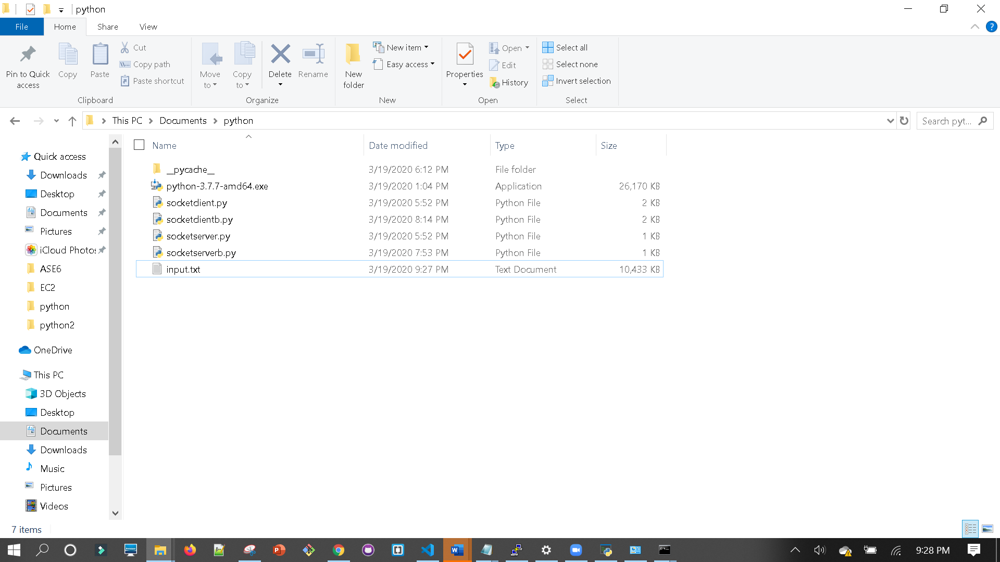 python
File Home Share View
Pin to Quick access
Copy
Paste
Cut
Copy path
Paste shortcut
Clipboard
Move to
Copy to
Delete
Rename
Organize
New folder
New item
Easy access
New
Properties
Open
Edit
History
Open
Select all
Select none
Invert selection
Select
This PC > Documents > python
Search pyt...
Quick access
Downloads
Desktop
Documents
Pictures
iCloud Photos
ASE6
EC2
python
python2
OneDrive
This PC
3D Objects
Desktop
Documents
Downloads
Music
Pictures
Videos
Name Date modified Type Size
__pycache__ 3/19/2020 6:12 PM File folder
python-3.7.7-amd64.exe 3/19/2020 1:04 PM Application 26,170 KB
socketclient.py 3/19/2020 5:52 PM Python File 2 KB
socketclientb.py 3/19/2020 8:14 PM Python File 2 KB
socketserver.py 3/19/2020 5:52 PM Python File 1 KB
socketserverb.py 3/19/2020 7:53 PM Python File 1 KB
input.txt 3/19/2020 9:27 PM Text Document 10,433 KB
7 items
9:28 PM